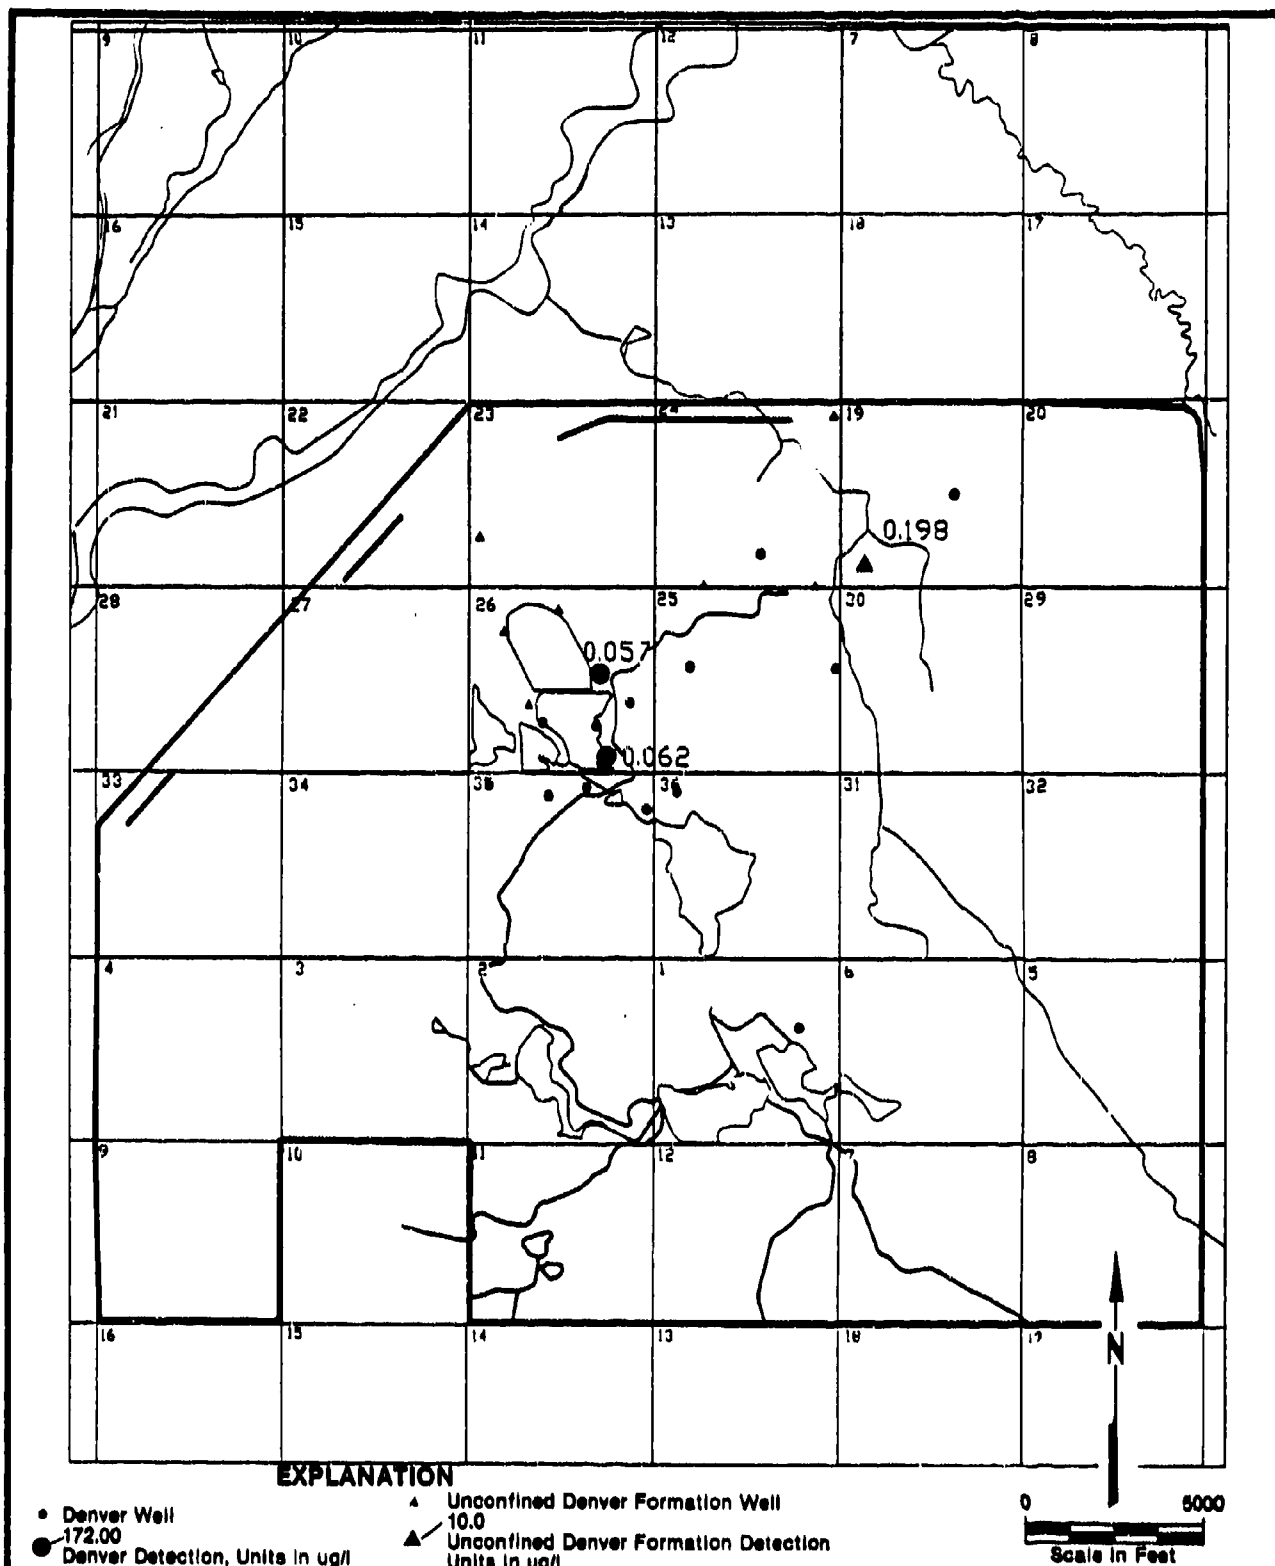 9 10 11 12 7 8
16 15 14 13 18 17
21 22 23 24 19 20
0.198
28 27 26 25 30 29
0.057
0.062
33 34 35 36 31 32
4 3 2 1 6 5
9 10 11 12 7 8
16 15 14 13 18 17
N
EXPLANATION
Denver Well
172.00
Denver Detection, Units in ug/l
Unconfined Denver Formation Well
10.0
Unconfined Denver Formation Detection
Units in ug/l
0 5000
Scale in Feet